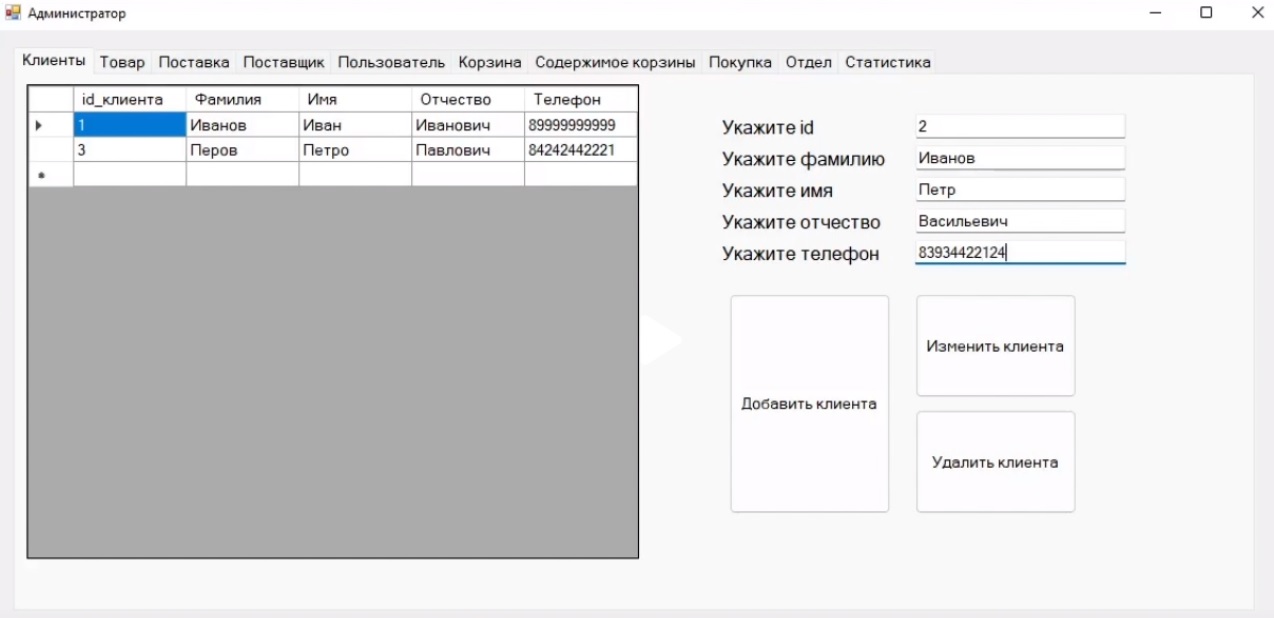 Администратор
Клиенты Товар Поставка Поставщик Пользователь Корзина Содержимое корзины Покупка Отдел Статистика
id_клиента Фамилия Имя Отчество Телефон
1 Иванов Иван Иванович 89999999999
3 Перов Петро Павлович 84242442221
Укажите id 2
Укажите фамилию Иванов
Укажите имя Петр
Укажите отчество Васильевич
Укажите телефон 83934422124
Добавить клиента
Изменить клиента
Удалить клиента